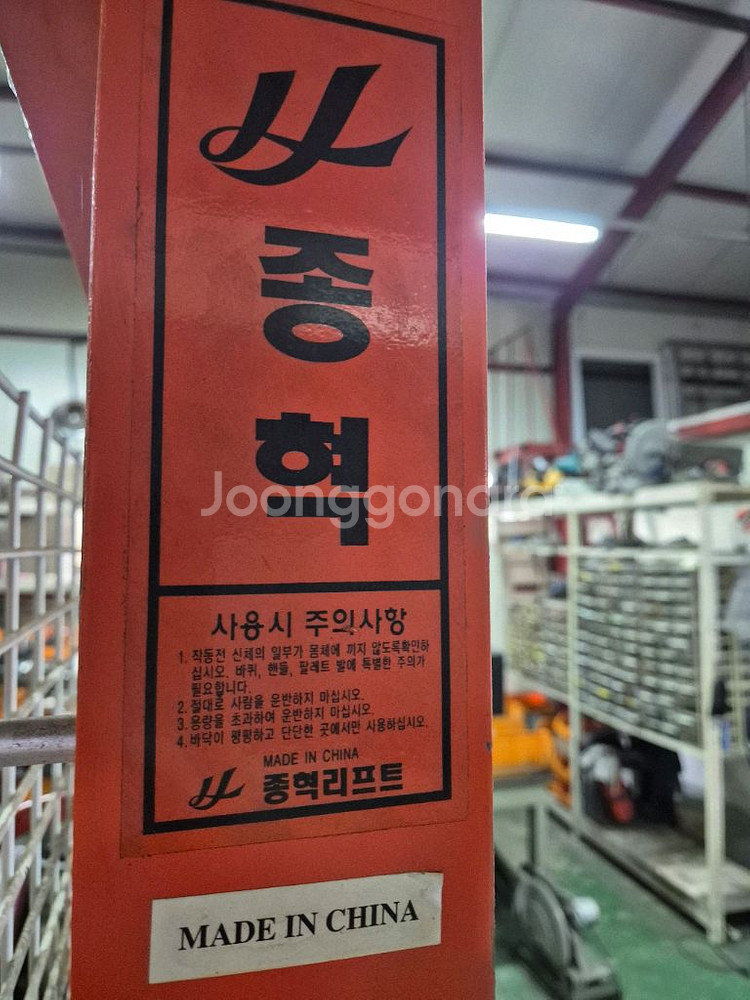 종
혁
Joonggonara
사용시 주의사항
1. 작동전 신체의 일부가 몸체에 끼지 않도록확인하
십시오. 바퀴, 핸들, 팔레트 발에 특별한 주의가
필요합니다.
2. 절대로 사람을 운반하지 마십시오.
3. 용량을 초과하여 운반하지 마십시오.
4. 바닥이 평평하고 단단한 곳에서만 사용하십시오.
MADE IN CHINA
종혁리프트
MADE IN CHINA